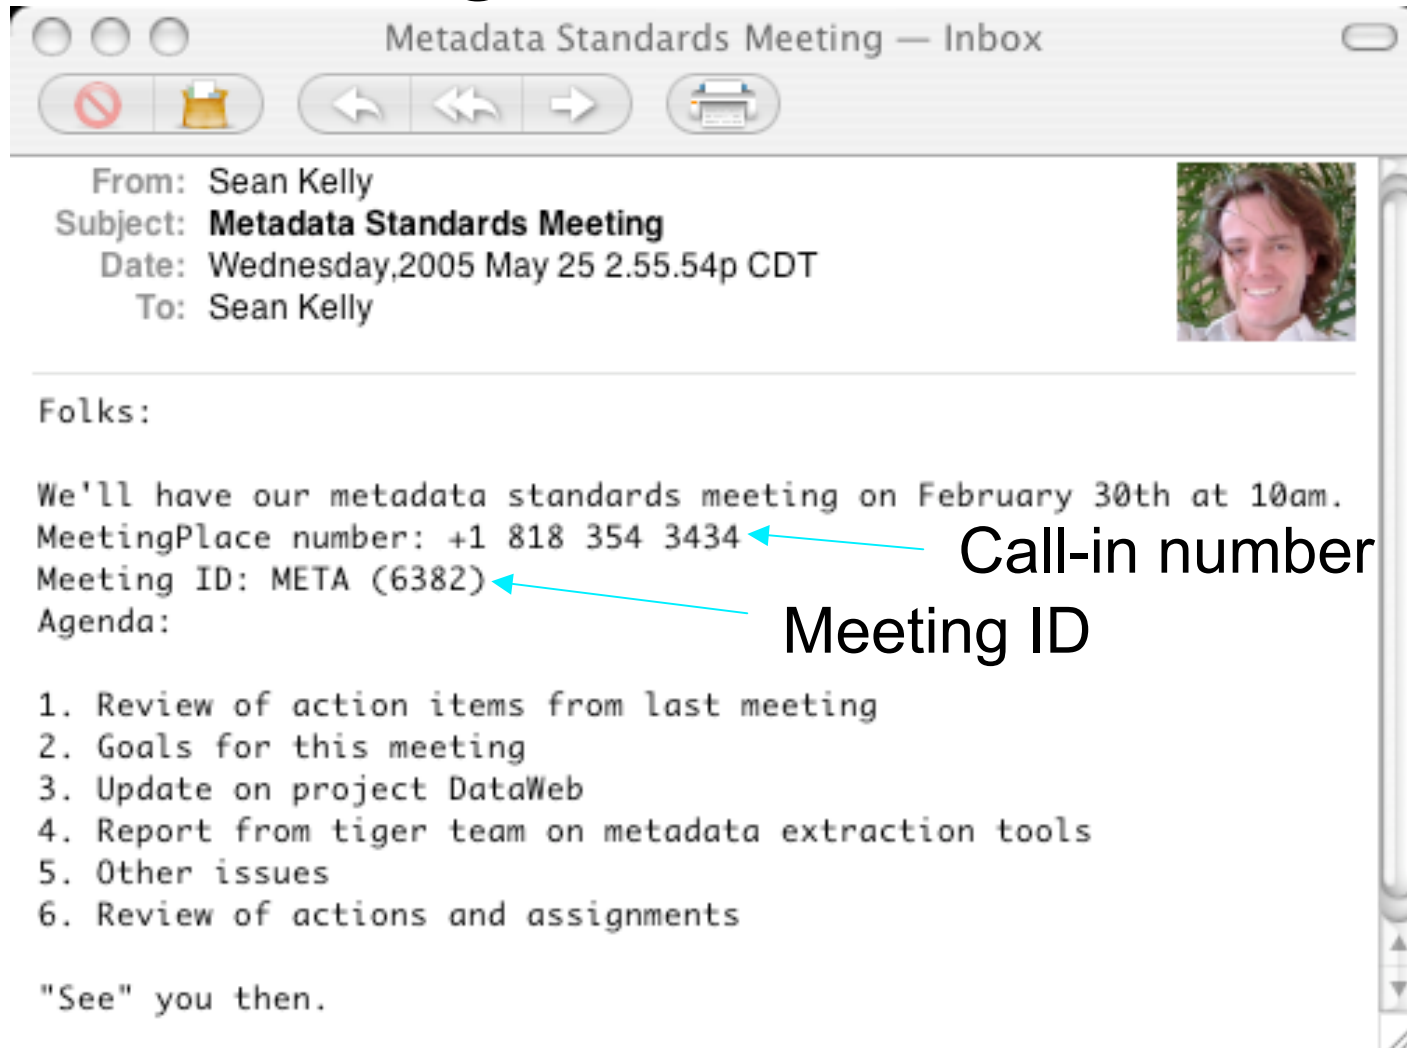 Metadata Standards Meeting — Inbox
From: Sean Kelly
Subject: Metadata Standards Meeting
Date: Wednesday,2005 May 25 2.55.54p CDT
To: Sean Kelly
Folks:
We'll have our metadata standards meeting on February 30th at 10am.
MeetingPlace number: +1 818 354 3434
Call-in number
Meeting ID: META (6382)
Meeting ID
Agenda:
1. Review of action items from last meeting
2. Goals for this meeting
3. Update on project DataWeb
4. Report from tiger team on metadata extraction tools
5. Other issues
6. Review of actions and assignments
"See" you then.